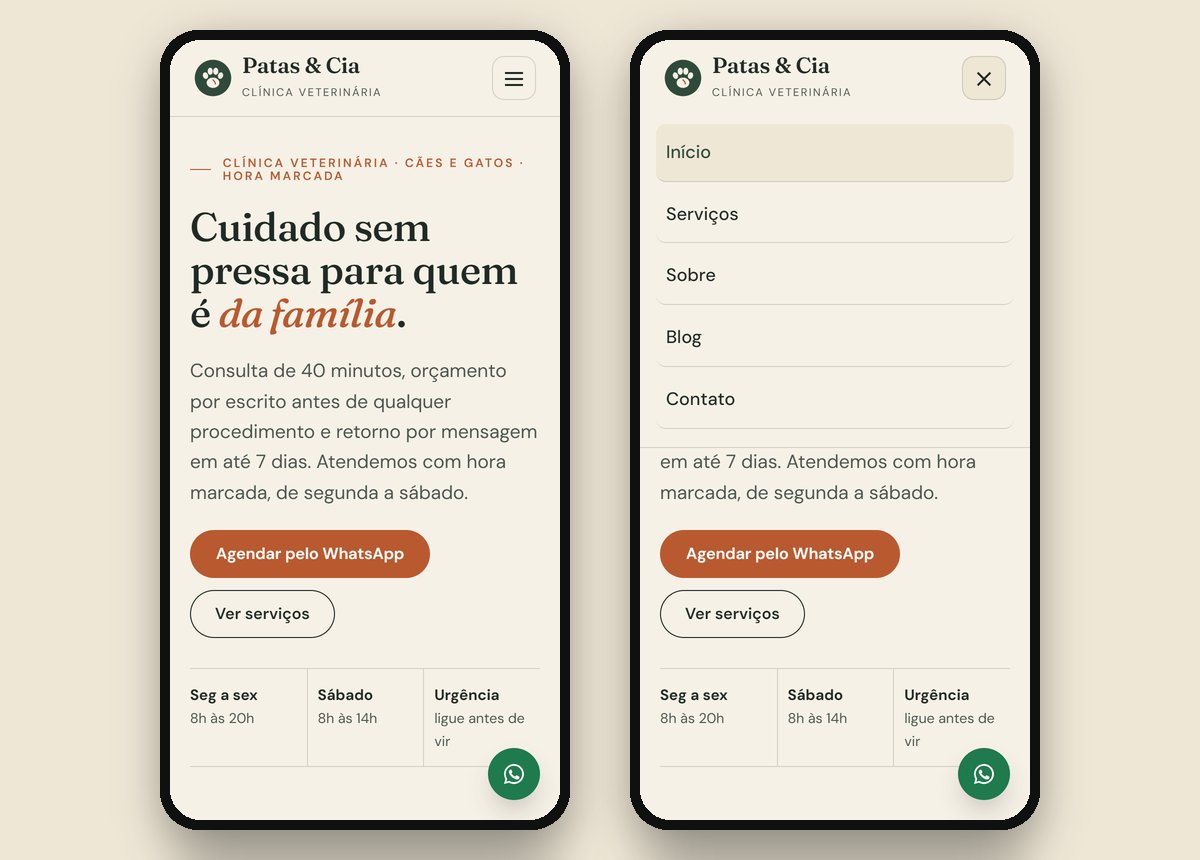 Patas & Cia
CLÍNICA VETERINÁRIA
CLÍNICA VETERINÁRIA · CÃES E GATOS ·
HORA MARCADA
Cuidado sem
pressa para quem
é da família.
Consulta de 40 minutos, orçamento
por escrito antes de qualquer
procedimento e retorno por mensagem
em até 7 dias. Atendemos com hora
marcada, de segunda a sábado.
Agendar pelo WhatsApp
Ver serviços
Seg a sex
8h às 20h
Sábado
8h às 14h
Urgência
ligue antes de
vir
Patas & Cia
CLÍNICA VETERINÁRIA
Início
Serviços
Sobre
Blog
Contato
em até 7 dias. Atendemos com hora
marcada, de segunda a sábado.
Agendar pelo WhatsApp
Ver serviços
Seg a sex
8h às 20h
Sábado
8h às 14h
Urgência
ligue antes de
vir